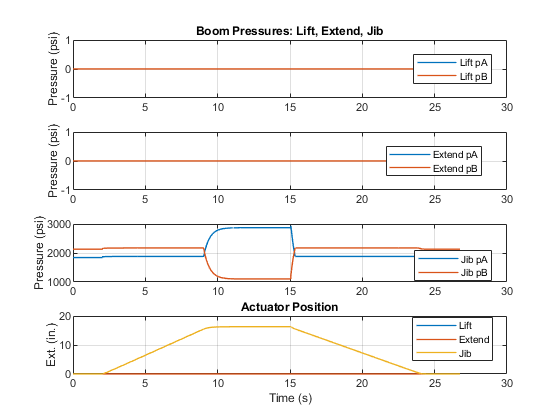 Boom Pressures: Lift, Extend, Jib
Pressure (psi)
1
0
-1
Lift pA
Lift pB
0 5 10 15 20 25 30
Pressure (psi)
1
0
-1
Extend pA
Extend pB
0 5 10 15 20 25 30
Pressure (psi)
3000
2000
1000
Jib pA
Jib pB
0 5 10 15 20 25 30
Actuator Position
Ext. (in.)
20
10
0
Lift
Extend
Jib
0 5 10 15 20 25 30
Time (s)